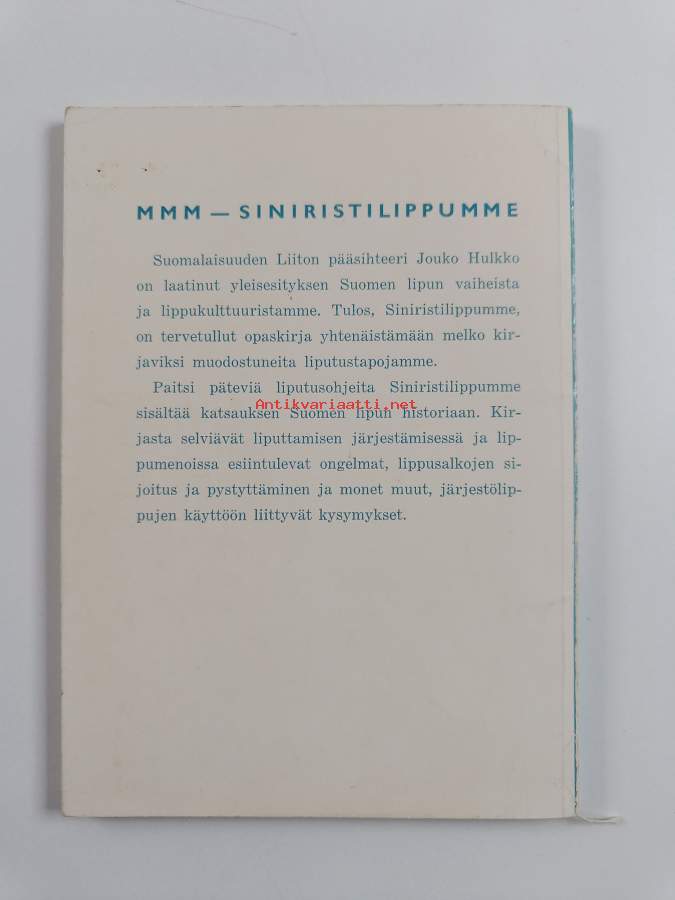 MMM — SINIRISTILIPPUMME
Suomalaisuuden Liiton pääsihteeri Jouko Hulkko
on laatinut yleisesityksen Suomen lipun vaiheista
ja lippukulttuuristamme. Tulos, Siniristilippumme,
on tervetullut opaskirja yhtenäistämään melko kir-
javiksi muodostuneita liputustapojamme.
Paitsi päteviä liputusohjeita Siniristilippumme
Antikvariaatti.net
sisältää katsauksen Suomen lipun historiaan. Kir-
jasta selviävät liputtamisen järjestämisessä ja lip-
pumenoissa esiintulevat ongelmat, lippusalkojen si-
joitus ja pystyttäminen ja monet muut, järjestölip-
pujen käyttöön liittyvät kysymykset.